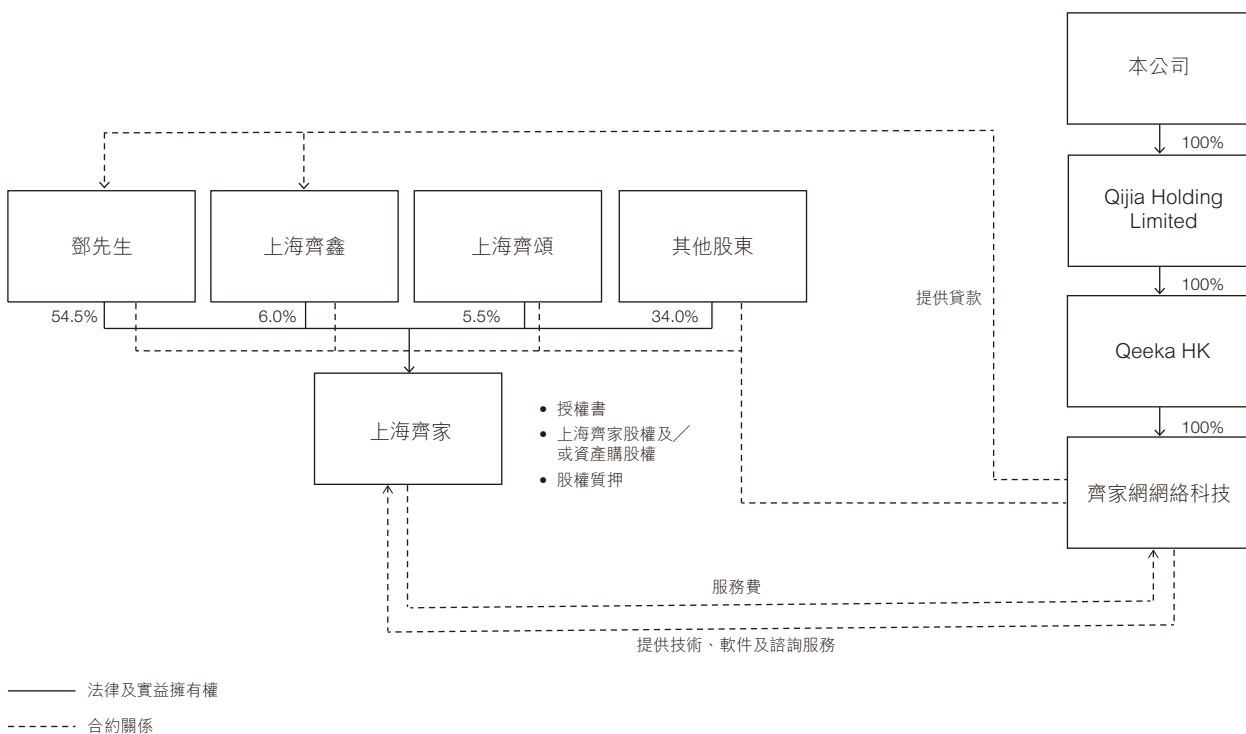 本公司
100%
Qijia Holding
Limited
100%
鄧先生
上海齊鑫
上海齊頌
其他股東
提供貸款
54.5%
6.0%
5.5%
34.0%
Qeeka HK
100%
上海齊家
• 授權書
• 上海齊家股權及／
或資產購股權
• 股權質押
齊家網網絡科技
服務費
提供技術、軟件及諮詢服務
法律及實益擁有權
合約關係